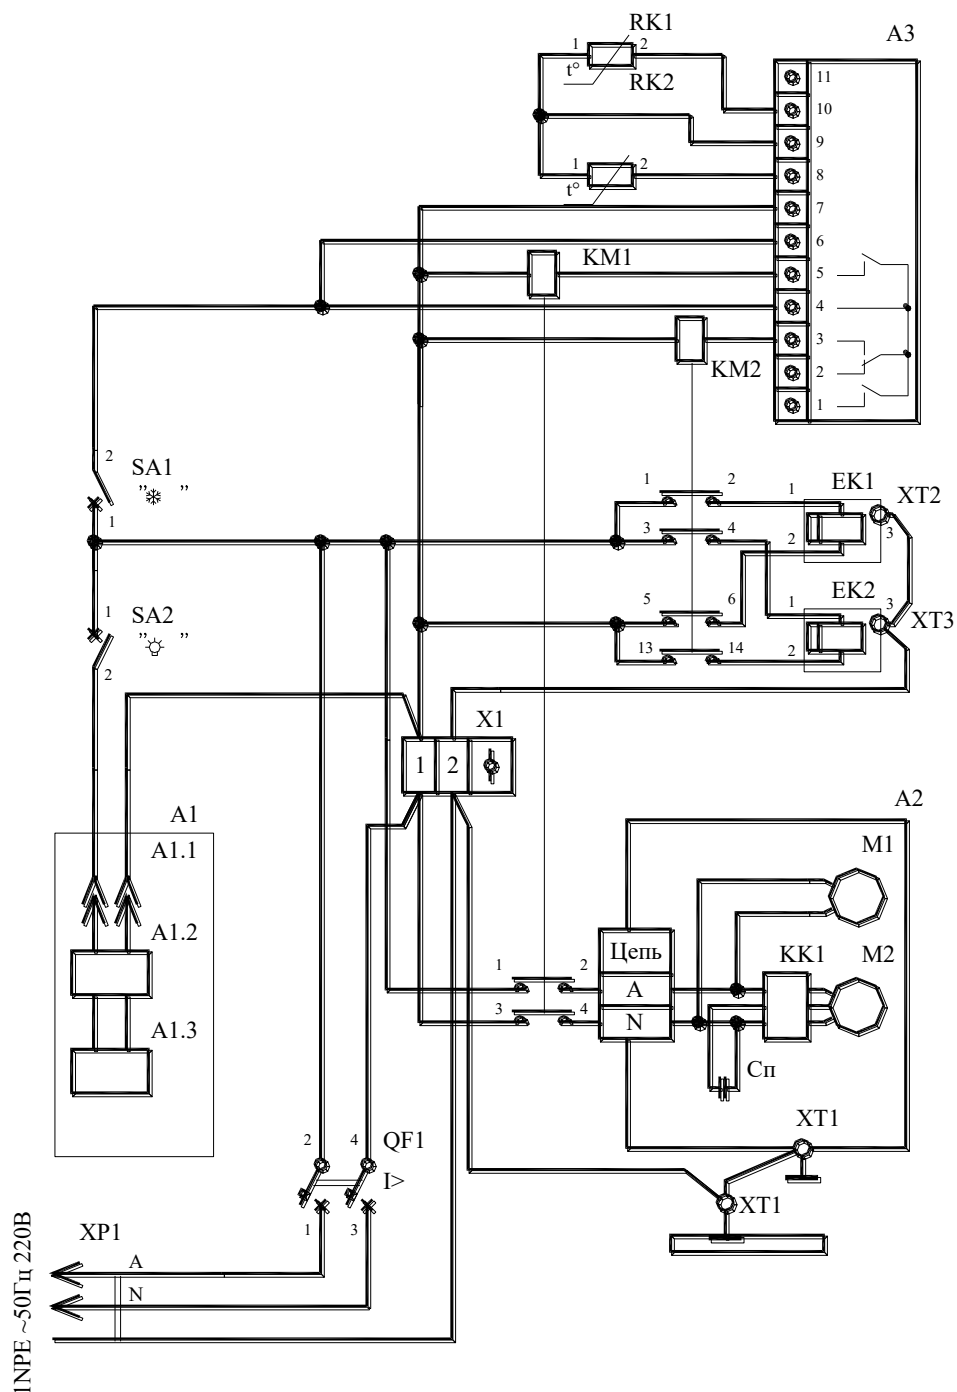 RK1
A3
1
2
t°
RK2
11
10
9
1
2
8
t°
7
6
KM1
5
4
3
KM2
2
1
2
SA1
" ❄ "
1
1
2
1
EK1
XT2
3
4
2
3
1
SA2
" "
2
5
6
1
EK2
3
XT3
13
14
2
X1
1
2
A1
A2
A1.1
M1
A1.2
Цепь
KK1
M2
1
2
A
3
4
N
A1.3
Сп
XT1
2
4
QF1
I>
XT1
1
3
XP1
A
N
1NPE ~50Гц 220В